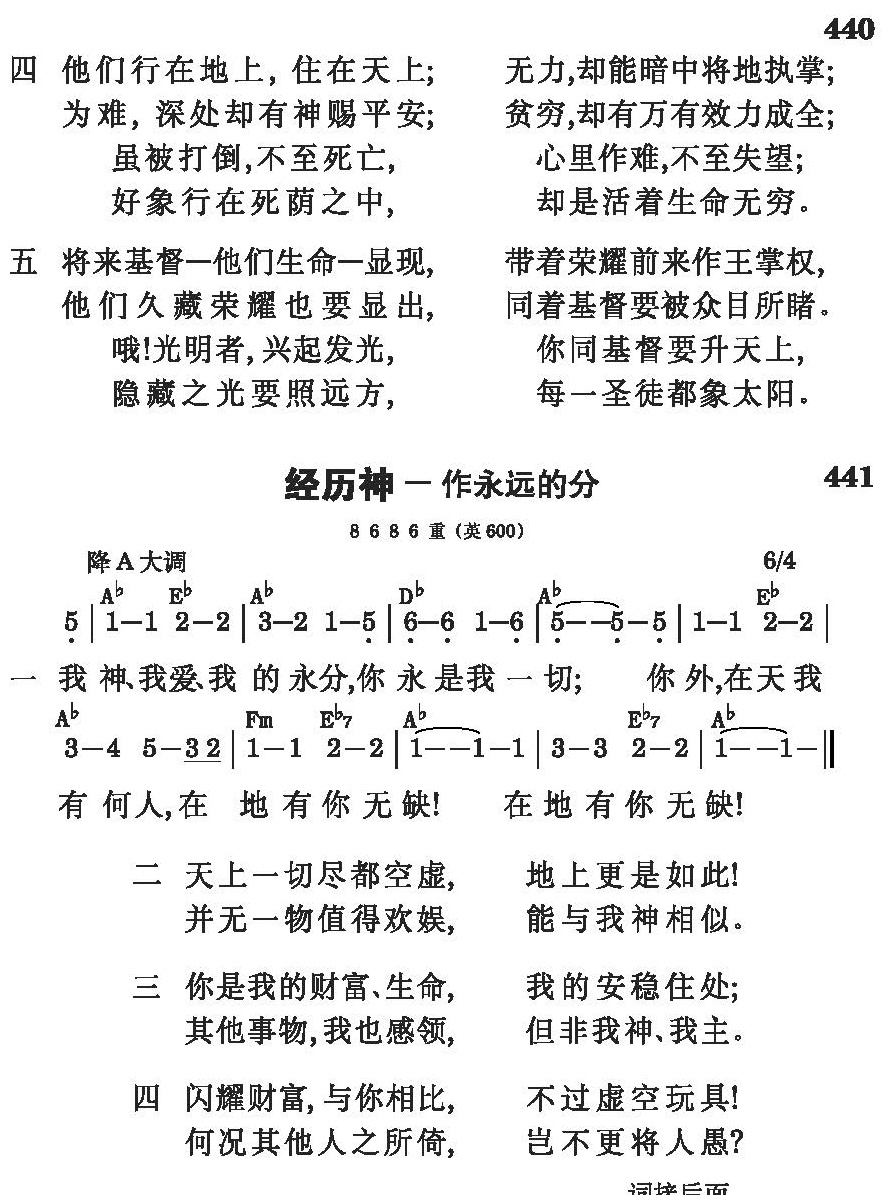 440
四 他们行在地上, 住在天上; 无力,却能暗中将地执掌;
为难, 深处却有神赐平安; 贫穷,却有万有效力成全;
虽被打倒,不至死亡, 心里作难,不至失望;
好象行在死荫之中, 却是活着生命无穷。
五 将来基督—他们生命—显现, 带着荣耀前来作王掌权,
他们久藏荣耀也要显出, 同着基督要被众目所睹。
哦!光明者, 兴起发光, 你同基督要升天上,
隐藏之光要照远方, 每一圣徒都象太阳。
经历神 — 作永远的分 441
8 6 8 6 重 (英600)
降A大调 6/4
A♭ E♭ A♭ D♭ A♭ E♭
5 | 1—1 2—2 | 3—2 1—5 | 6—6 1—6 | 5——5—5 | 1—1 2—2 |
一 我神、我爱、我的永分,你永是我一切; 你外,在天我
A♭ Fm E♭7 A♭ E♭7 A♭
3—4 5—3 2 | 1—1 2—2 | 1——1—1 | 3—3 2—2 | 1——1—‖
有何人,在 地有你无缺! 在地有你无缺!
二 天上一切尽都空虚, 地上更是如此!
并无一物值得欢娱, 能与我神相似。
三 你是我的财富、生命, 我的安稳住处;
其他事物,我也感领, 但非我神、我主。
四 闪耀财富, 与你相比, 不过虚空玩具!
何况其他人之所倚, 岂不更将人愚?
词接后面